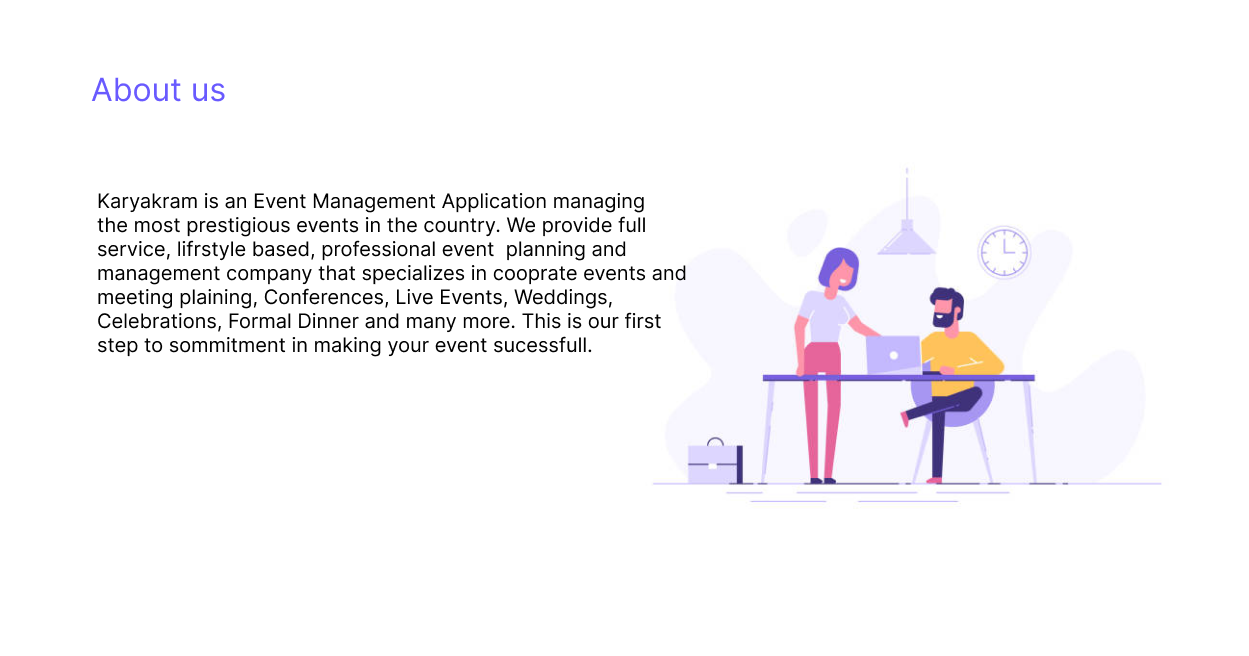 About us
Karyakram is an Event Management Application managing
the most prestigious events in the country. We provide full
service, lifrstyle based, professional event  planning and
management company that specializes in cooprate events and
meeting plaining, Conferences, Live Events, Weddings,
Celebrations, Formal Dinner and many more. This is our first
step to sommitment in making your event sucessfull.